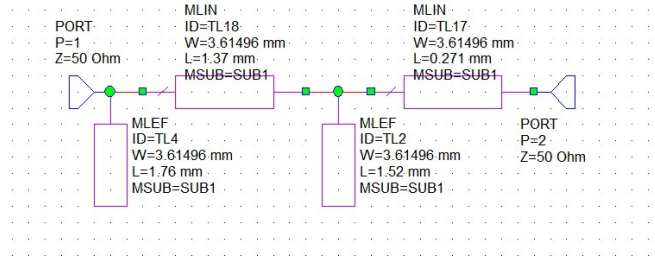 PORT
P=1
Z=50 Ohm
MLIN
ID=TL18
W=3.61496 mm
L=1.37 mm
MSUB=SUB1
MLIN
ID=TL17
W=3.61496 mm
L=0.271 mm
MSUB=SUB1
MLEF
ID=TL4
W=3.61496 mm
L=1.76 mm
MSUB=SUB1
MLEF
ID=TL2
W=3.61496 mm
L=1.52 mm
MSUB=SUB1
PORT
P=2
Z=50 Ohm